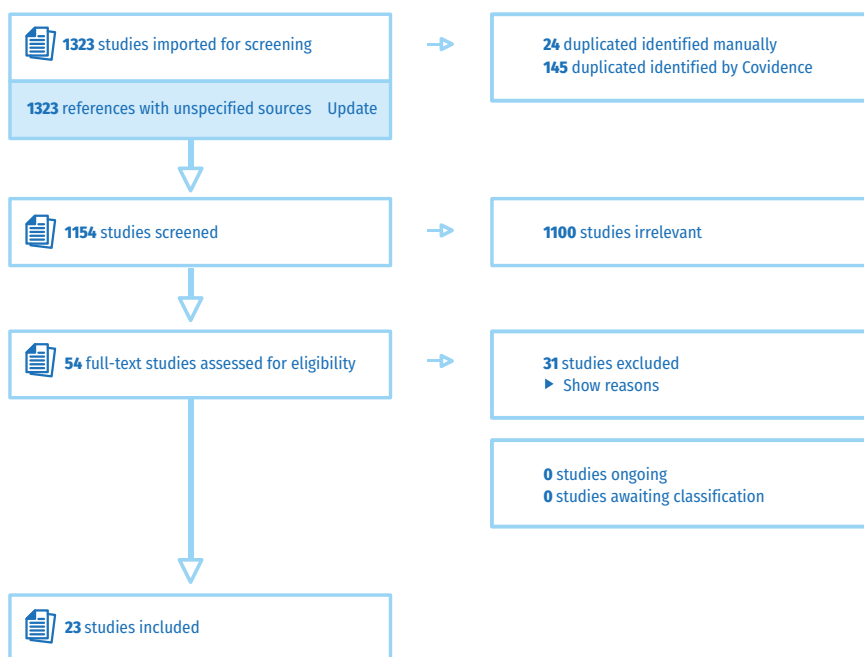 1323 studies imported for screening
24 duplicated identified manually
145 duplicated identified by Covidence
1323 references with unspecified sources Update
1154 studies screened
1100 studies irrelevant
54 full-text studies assessed for eligibility
31 studies excluded
Show reasons
0 studies ongoing
0 studies awaiting classification
23 studies included